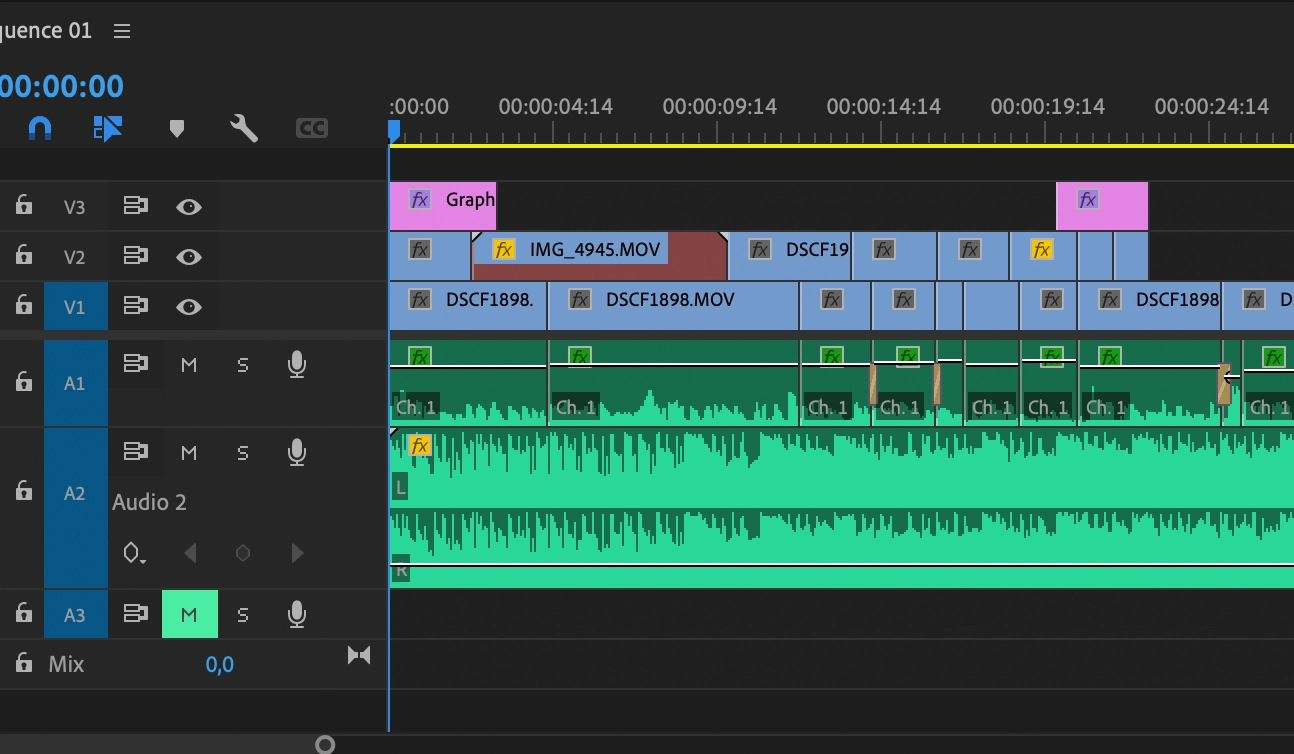 quence 01
00:00:00
CC
:00:00 00:00:04:14 00:00:09:14 00:00:14:14 00:00:19:14 00:00:24:14
V3 fx Graph fx
V2 fx fx IMG_4945.MOV fx DSCF19 fx fx fx
V1 fx DSCF1898. fx DSCF1898.MOV fx fx fx fx DSCF1898 fx D
A1 M S fx fx fx fx fx fx fx
Ch. 1 Ch. 1 Ch. 1 Ch. 1 Ch. 1 Ch. 1 Ch. 1 Ch. 1
M S fx
A2 L
Audio 2
R
A3 M S
Mix 0,0